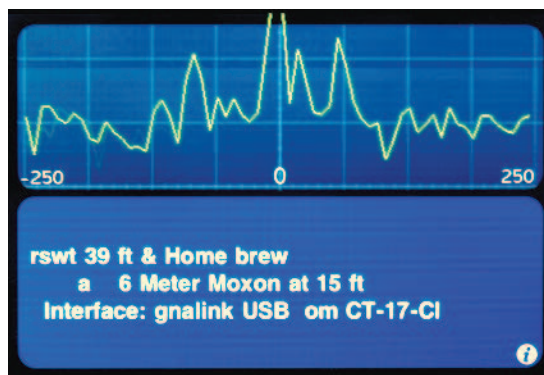 -250 0 250
rswt 39 ft & Home brew
a 6 Meter Moxon at 15 ft
Interface: gnalink USB om CT-17-CI
i